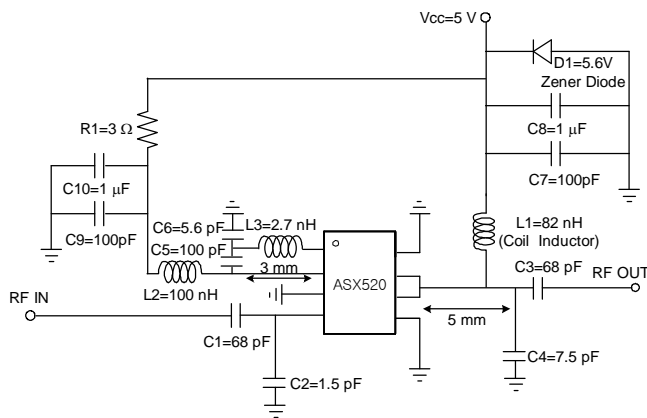 Vcc=5 V
D1=5.6V
Zener Diode
R1=3 Ω
C8=1 μF
C7=100pF
C10=1 μF
C9=100pF
C6=5.6 pF
L3=2.7 nH
C5=100 pF
L1=82 nH
(Coil Inductor)
3 mm
ASX520
C3=68 pF
RF OUT
L2=100 nH
RF IN
5 mm
C1=68 pF
C4=7.5 pF
C2=1.5 pF